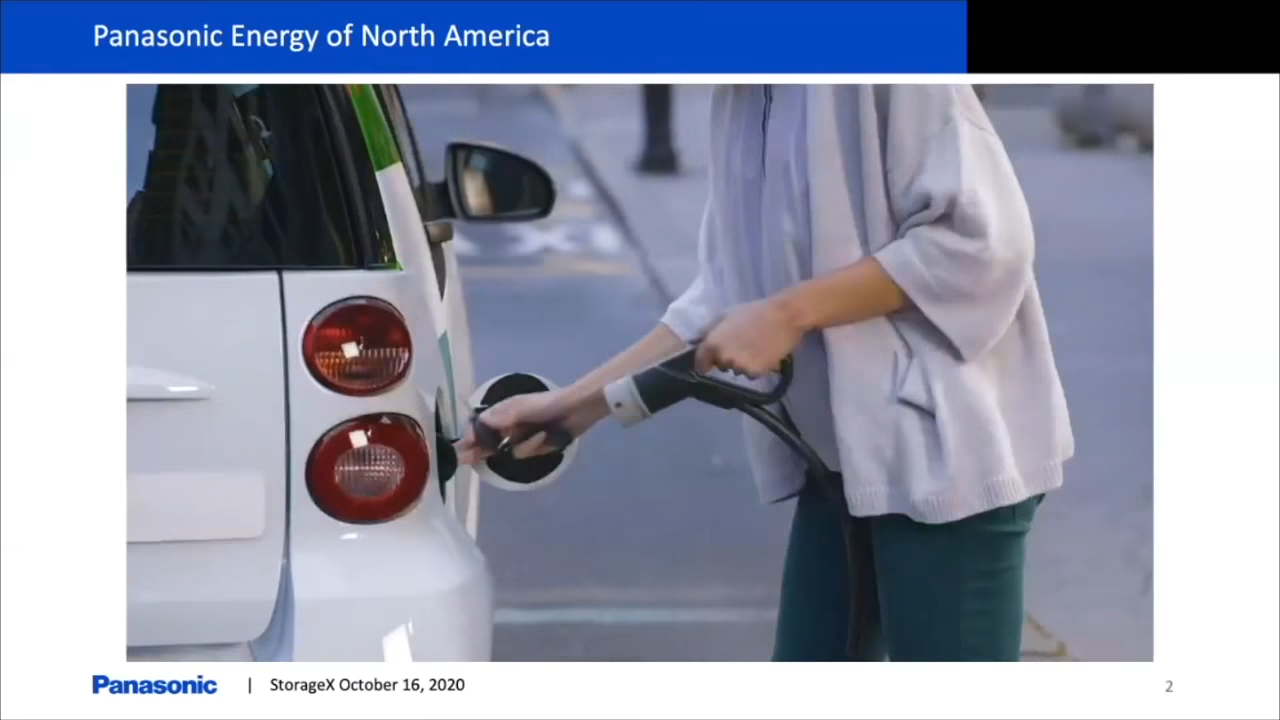 Panasonic Energy of North America
Panasonic | StorageX October 16, 2020
2